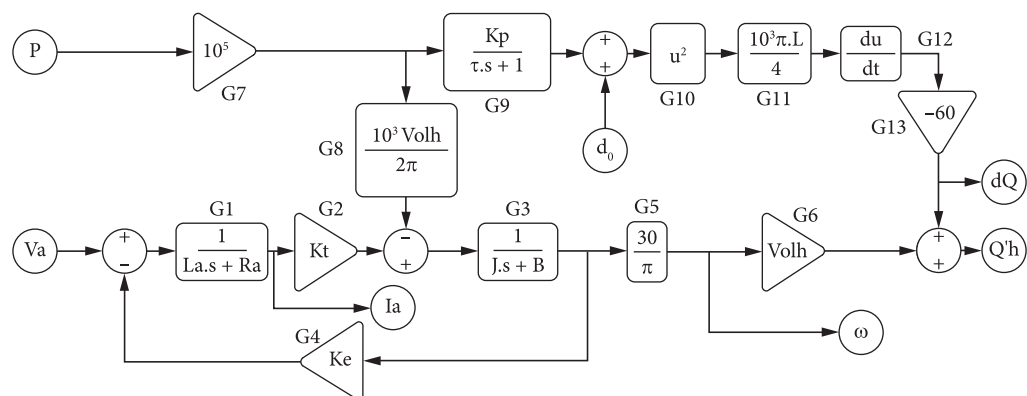 P
10⁵
G7
Kp
τ.s + 1
G9
+
+
d₀
u²
G10
10³π.L
4
G11
du
dt
G12
G13
–60
G8
10³ Volh
2π
dQ
Va
+
–
G1
1
La.s + Ra
G2
Kt
–
+
G3
1
J.s + B
G5
30
π
G6
Volh
+
+
Q'h
Ia
ω
G4
Ke